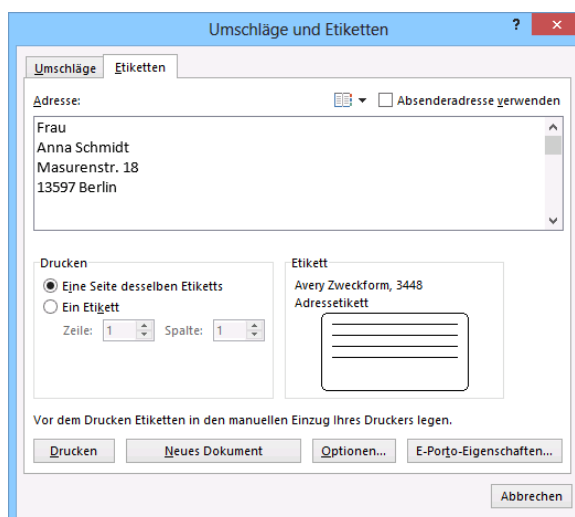 Umschläge und Etiketten ? ×
Umschläge Etiketten
Adresse: Absenderadresse verwenden
Frau
Anna Schmidt
Masurenstr. 18
13597 Berlin
Drucken Etikett
Eine Seite desselben Etiketts Avery Zweckform, 3448
Ein Etikett Adressetikett
Zeile: 1 Spalte: 1
Vor dem Drucken Etiketten in den manuellen Einzug Ihres Druckers legen.
Drucken Neues Dokument Optionen... E-Porto-Eigenschaften...
Abbrechen